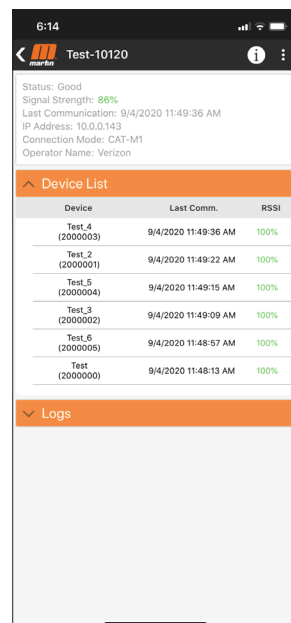 6:14
martin
Test-10120
i
Status: Good
Signal Strength: 86%
Last Communication: 9/4/2020 11:49:36 AM
IP Address: 10.0.0.143
Connection Mode: CAT-M1
Operator Name: Verizon
Device List
Device Last Comm. RSSI
Test_4
(2000003) 9/4/2020 11:49:36 AM 100%
Test_2
(2000001) 9/4/2020 11:49:22 AM 100%
Test_5
(2000004) 9/4/2020 11:49:15 AM 100%
Test_3
(2000002) 9/4/2020 11:49:09 AM 100%
Test_6
(2000005) 9/4/2020 11:48:57 AM 100%
Test
(2000000) 9/4/2020 11:48:13 AM 100%
Logs